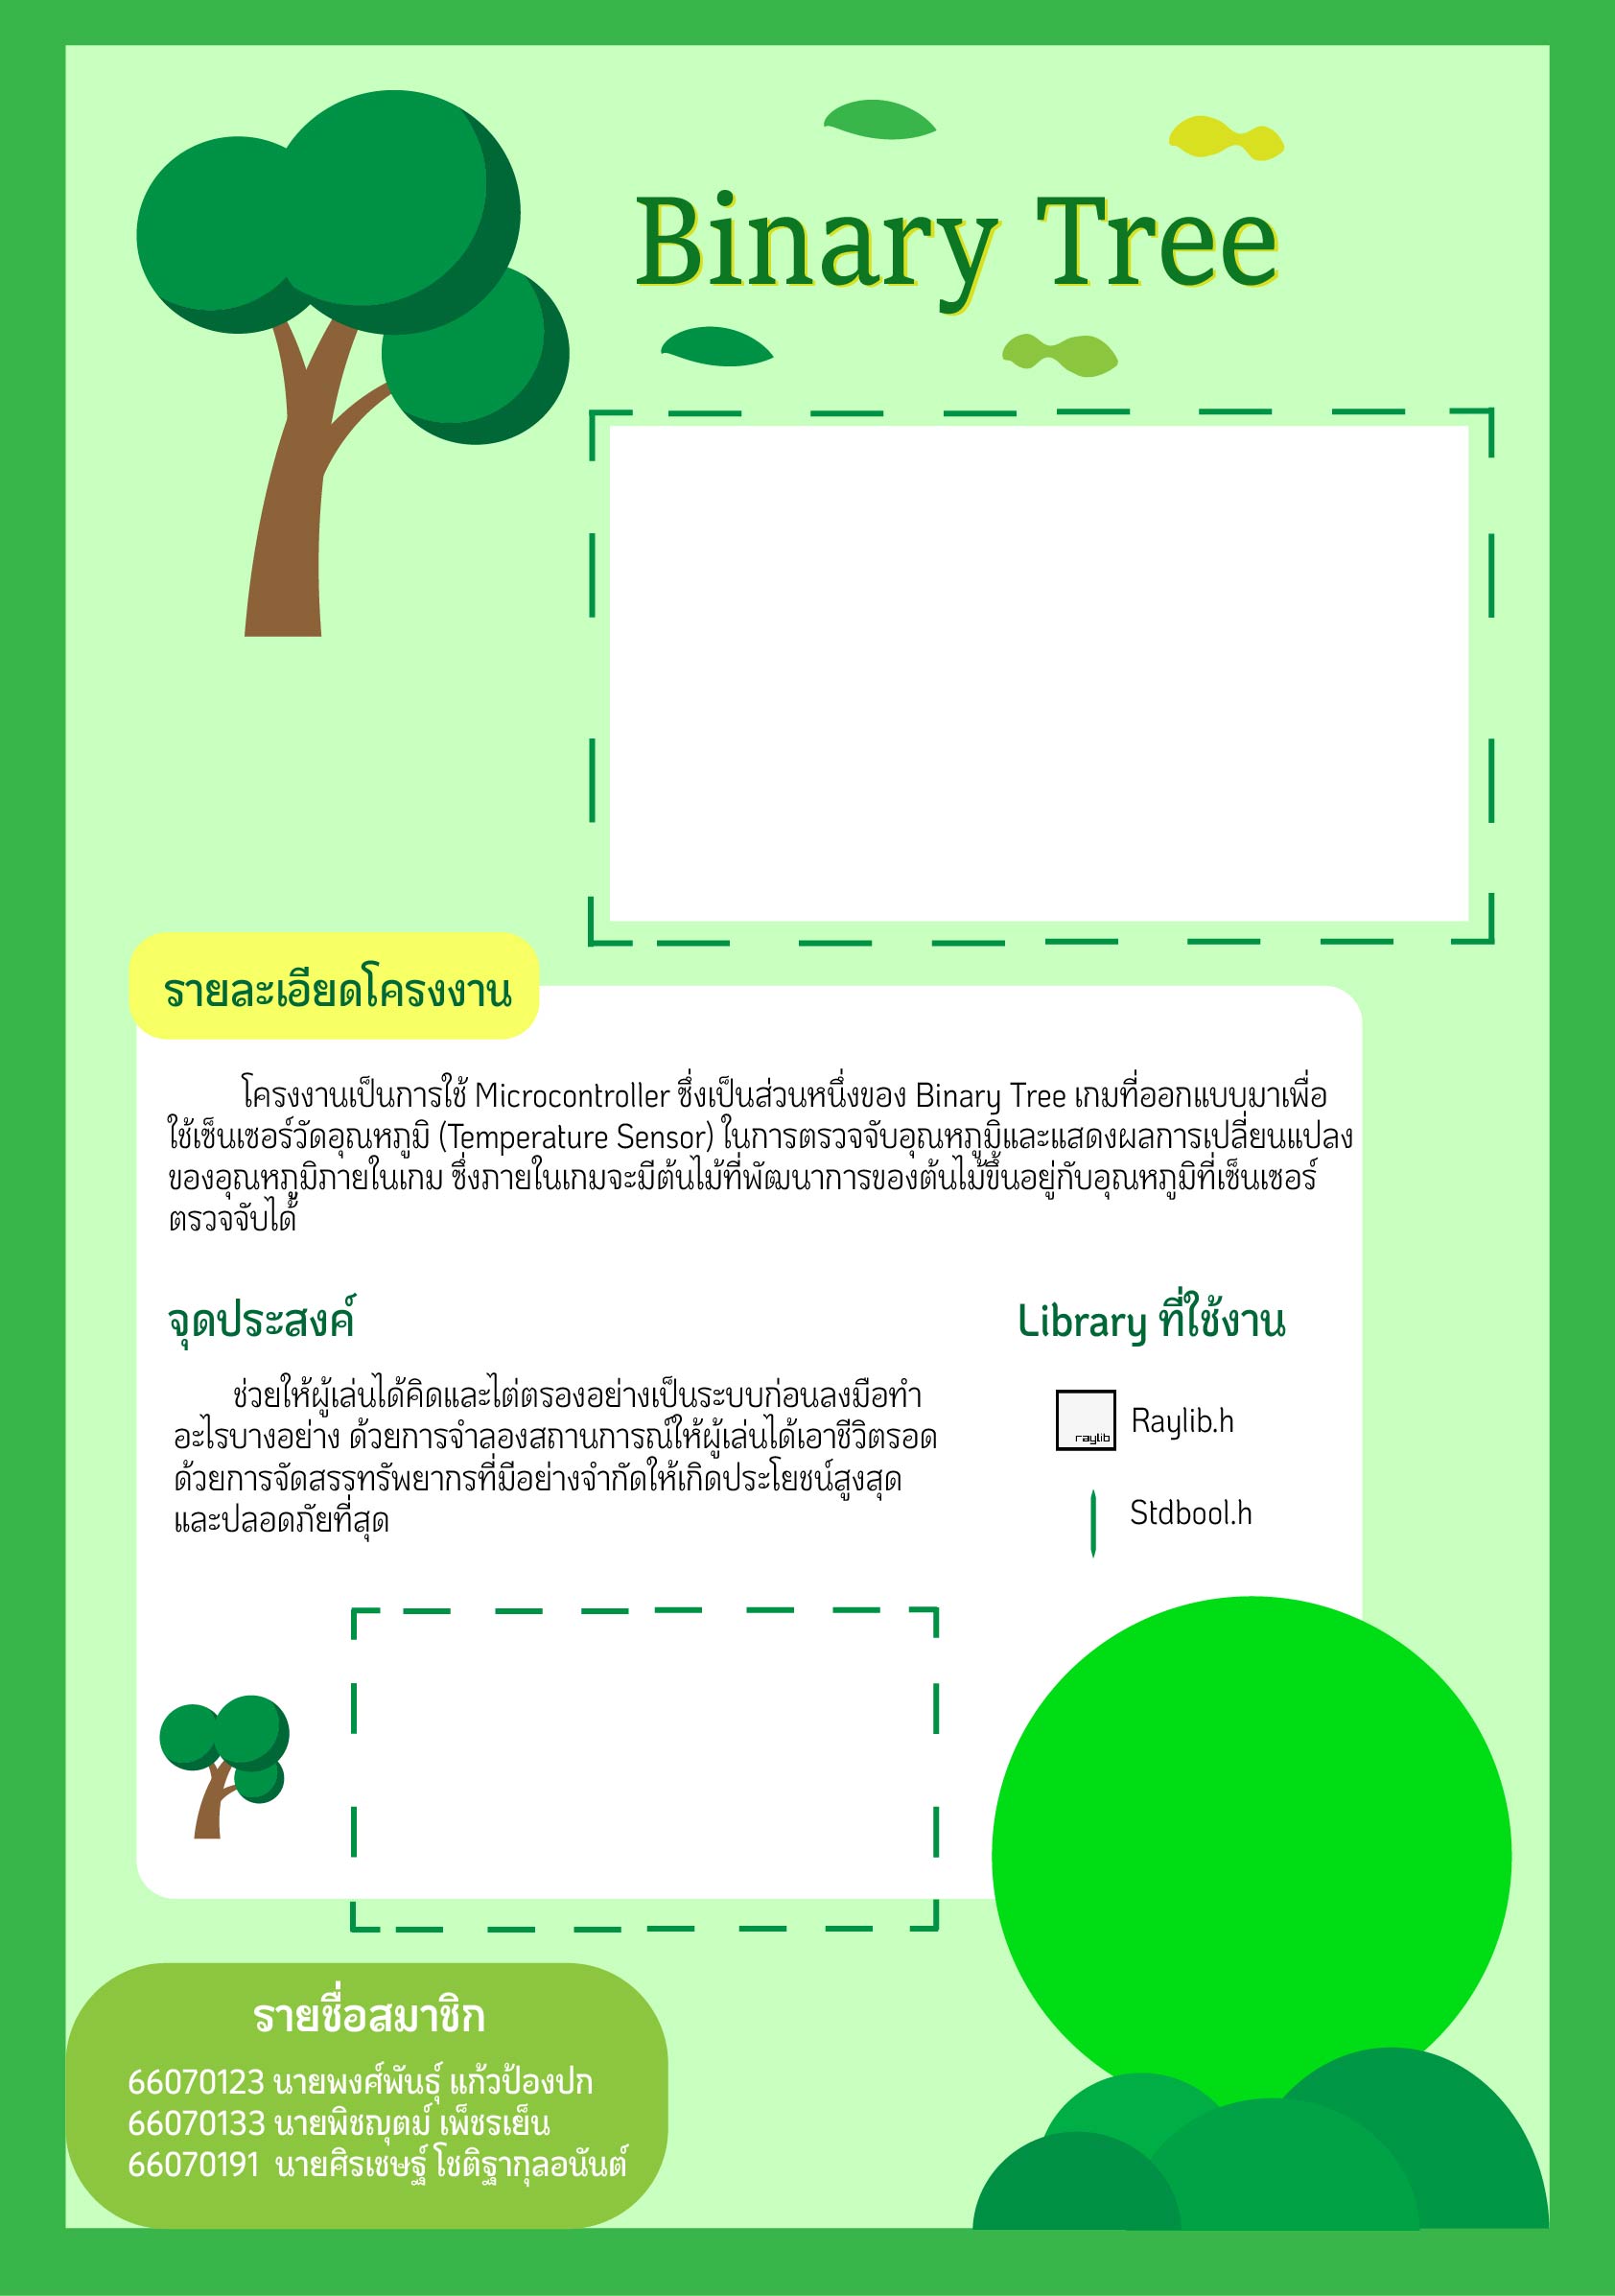 Binary Tree
รายละเอียดโครงงาน
โครงงานเป็นการใช้ Microcontroller ซึ่งเป็นส่วนหนึ่งของ Binary Tree เกมที่ออกแบบมาเพื่อ
ใช้เซ็นเซอร์วัดอุณหภูมิ (Temperature Sensor) ในการตรวจจับอุณหภูมิและแสดงผลการเปลี่ยนแปลง
ของอุณหภูมิภายในเกม ซึ่งภายในเกมจะมีต้นไม้ที่พัฒนาการของต้นไม้ขึ้นอยู่กับอุณหภูมิที่เซ็นเซอร์
ตรวจจับได้
จุดประสงค์
ช่วยให้ผู้เล่นได้คิดและไต่ตรองอย่างเป็นระบบก่อนลงมือทำ
อะไรบางอย่าง ด้วยการจำลองสถานการณ์ให้ผู้เล่นได้เอาชีวิตรอด
ด้วยการจัดสรรทรัพยากรที่มีอย่างจำกัดให้เกิดประโยชน์สูงสุด
และปลอดภัยที่สุด
Library ที่ใช้งาน
raylib
Raylib.h
Stdbool.h
รายชื่อสมาชิก
66070123 นายพงศ์พันธุ์ แก้วป้องปก
66070133 นายพิชญุตม์ เพ็ชรเย็น
66070191 นายศิรเชษฐ์ โชติฐากุลอนันต์